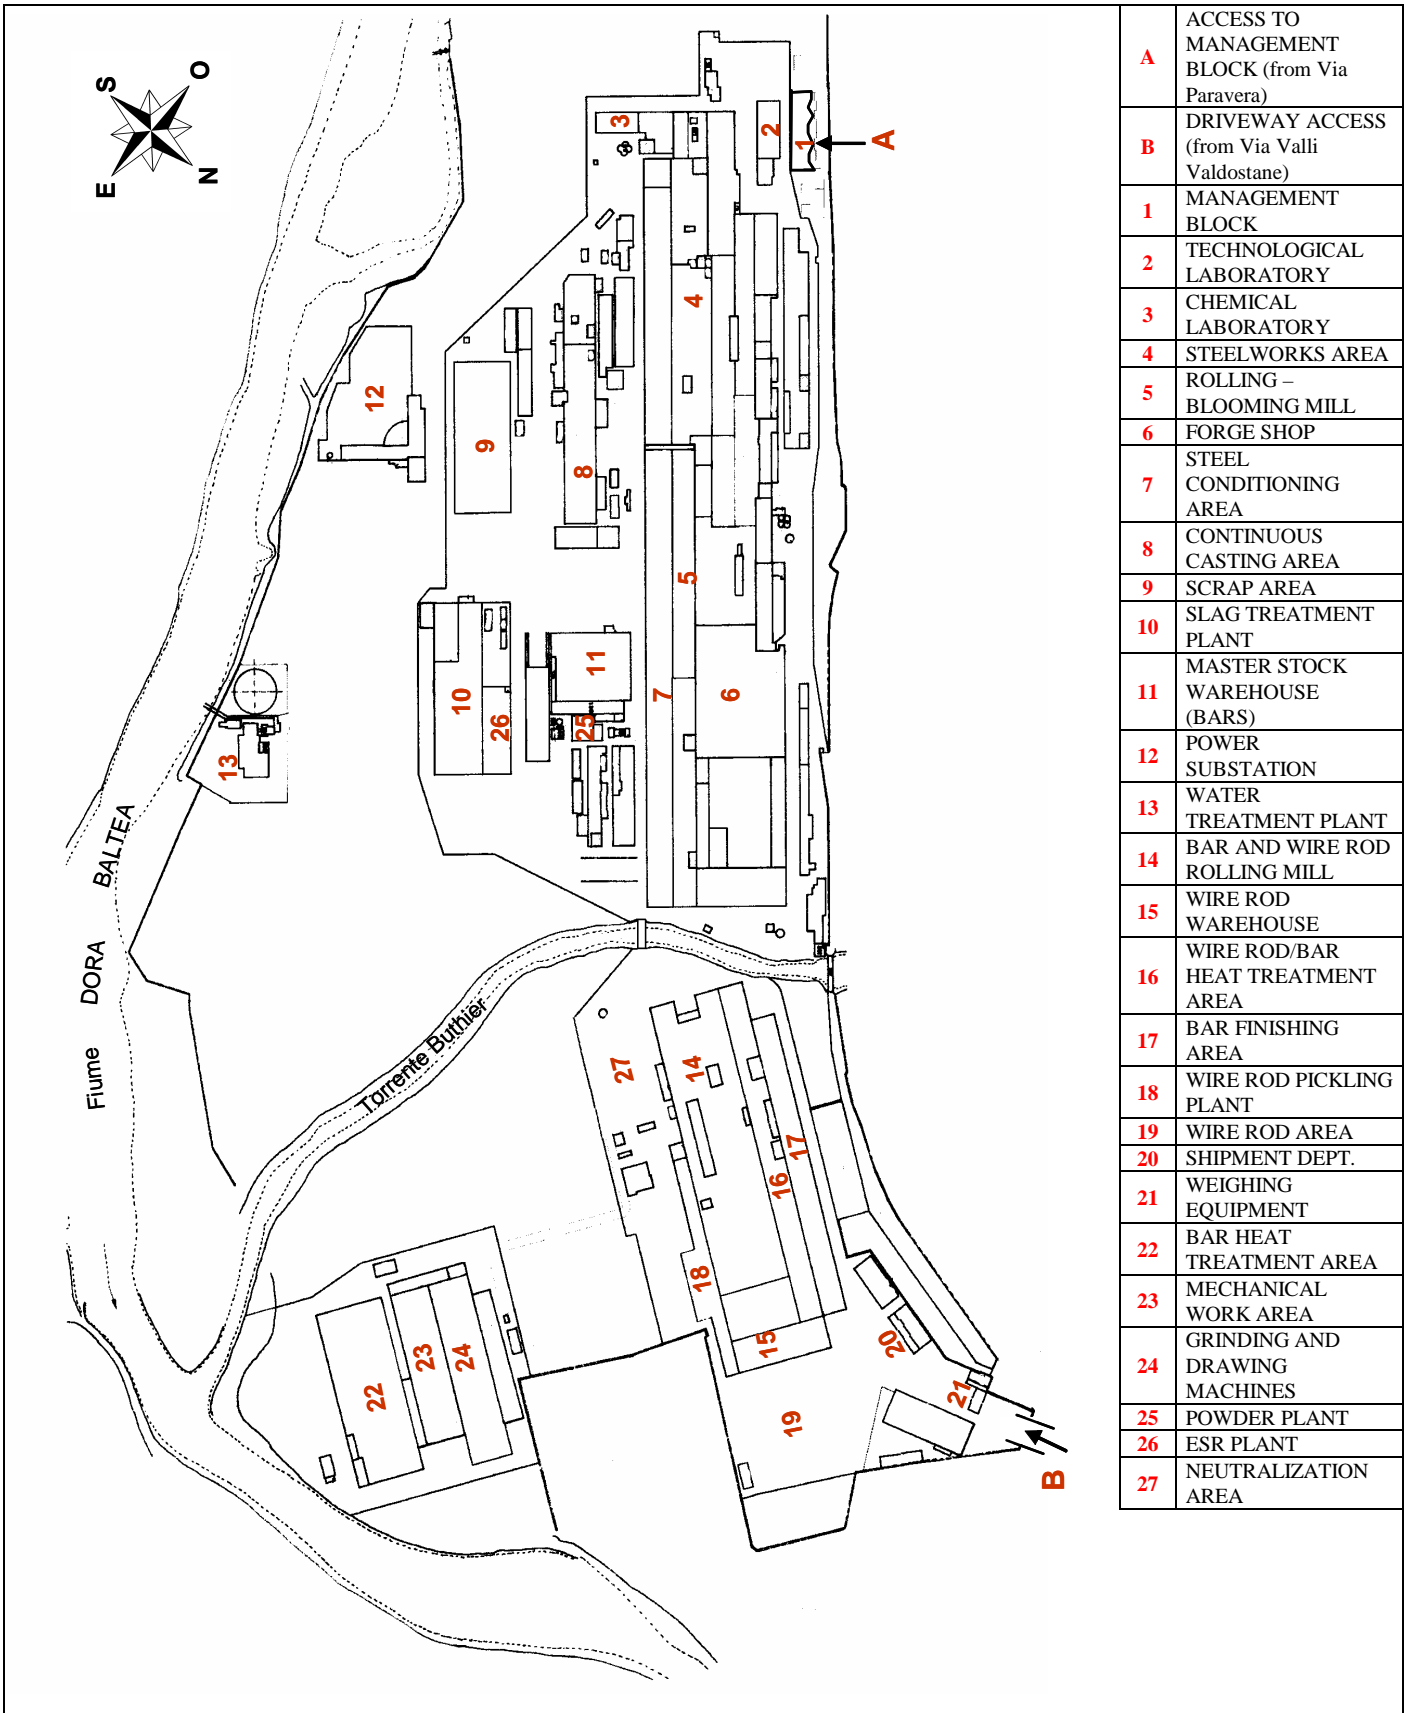 S
O
E
N
A
B
1
2
3
4
5
6
7
8
9
10
11
12
13
14
15
16
17
18
19
20
21
22
23
24
25
26
27
Fiume DORA BALTEA
Torrente Buthier
A
ACCESS TO
MANAGEMENT
BLOCK (from Via
Paravera)
B
DRIVEWAY ACCESS
(from Via Valli
Valdostane)
1
MANAGEMENT
BLOCK
2
TECHNOLOGICAL
LABORATORY
3
CHEMICAL
LABORATORY
4
STEELWORKS AREA
5
ROLLING –
BLOOMING MILL
6
FORGE SHOP
7
STEEL
CONDITIONING
AREA
8
CONTINUOUS
CASTING AREA
9
SCRAP AREA
10
SLAG TREATMENT
PLANT
11
MASTER STOCK
WAREHOUSE
(BARS)
12
POWER
SUBSTATION
13
WATER
TREATMENT PLANT
14
BAR AND WIRE ROD
ROLLING MILL
15
WIRE ROD
WAREHOUSE
16
WIRE ROD/BAR
HEAT TREATMENT
AREA
17
BAR FINISHING
AREA
18
WIRE ROD PICKLING
PLANT
19
WIRE ROD AREA
20
SHIPMENT DEPT.
21
WEIGHING
EQUIPMENT
22
BAR HEAT
TREATMENT AREA
23
MECHANICAL
WORK AREA
24
GRINDING AND
DRAWING
MACHINES
25
POWDER PLANT
26
ESR PLANT
27
NEUTRALIZATION
AREA